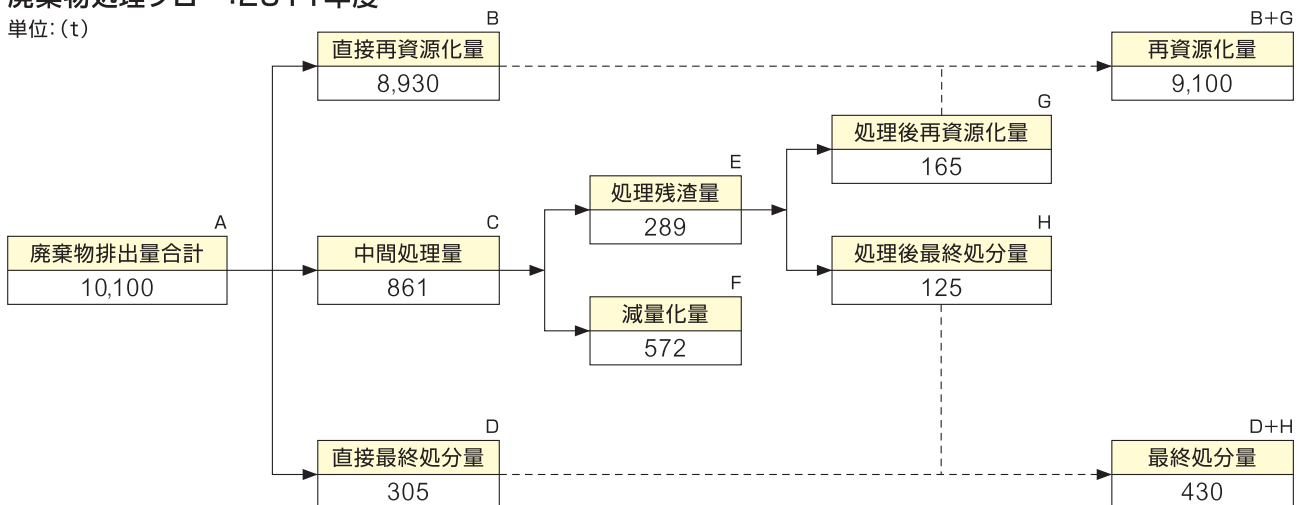 単位:(t)
B
直接再資源化量
8,930
B+G
再資源化量
9,100
G
処理後再資源化量
165
E
処理残渣量
289
A
廃棄物排出量合計
10,100
C
中間処理量
861
H
処理後最終処分量
125
F
減量化量
572
D
直接最終処分量
305
D+H
最終処分量
430